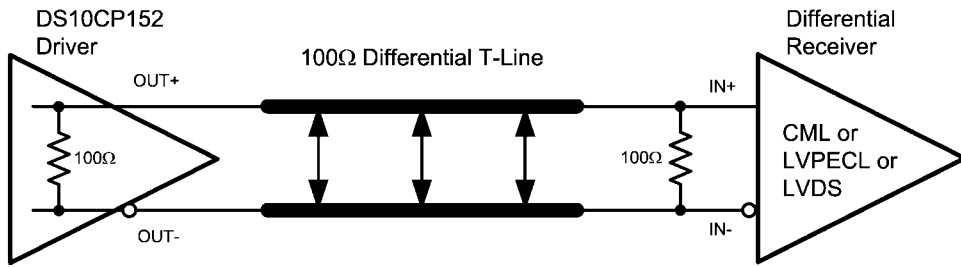 DS10CP152
Driver
100Ω Differential T-Line
Differential
Receiver
OUT+
IN+
100Ω
100Ω
CML or
LVPECL or
LVDS
OUT-
IN-